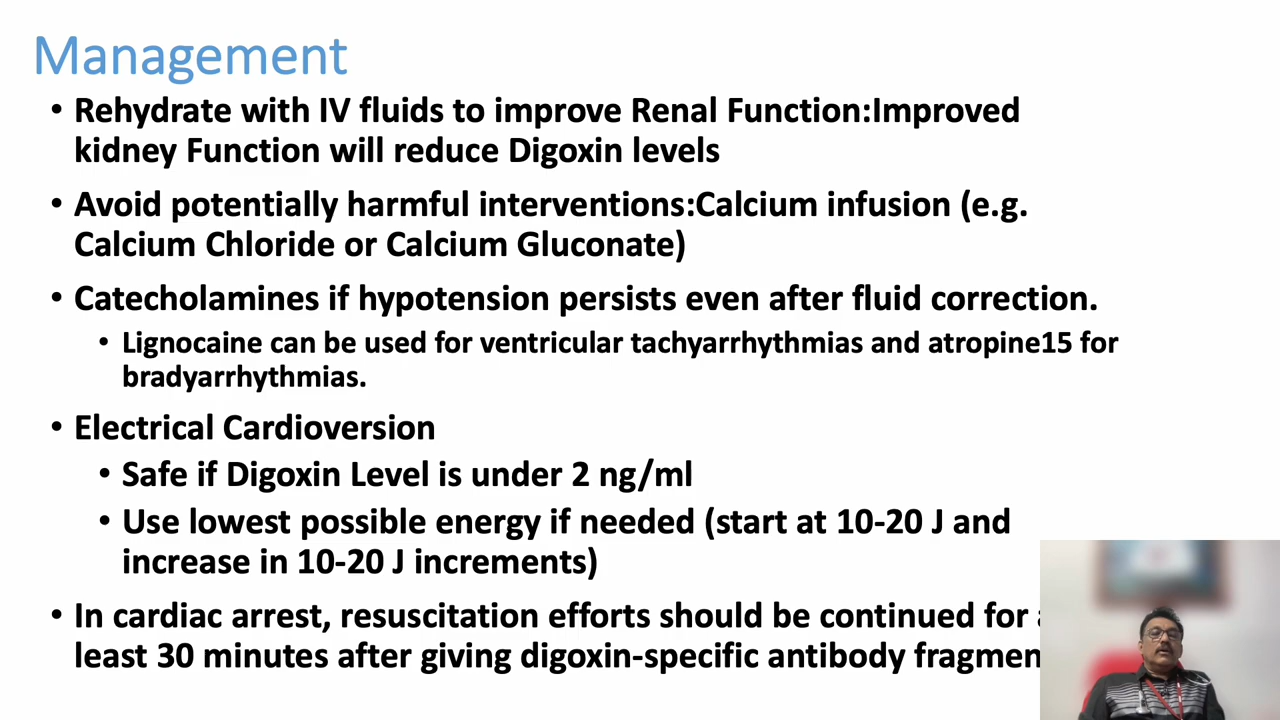 Management
• Rehydrate with IV fluids to improve Renal Function:Improved
kidney Function will reduce Digoxin levels
• Avoid potentially harmful interventions:Calcium infusion (e.g.
Calcium Chloride or Calcium Gluconate)
• Catecholamines if hypotension persists even after fluid correction.
• Lignocaine can be used for ventricular tachyarrhythmias and atropine15 for
bradyarrhythmias.
• Electrical Cardioversion
• Safe if Digoxin Level is under 2 ng/ml
• Use lowest possible energy if needed (start at 10-20 J and
increase in 10-20 J increments)
• In cardiac arrest, resuscitation efforts should be continued for
least 30 minutes after giving digoxin-specific antibody